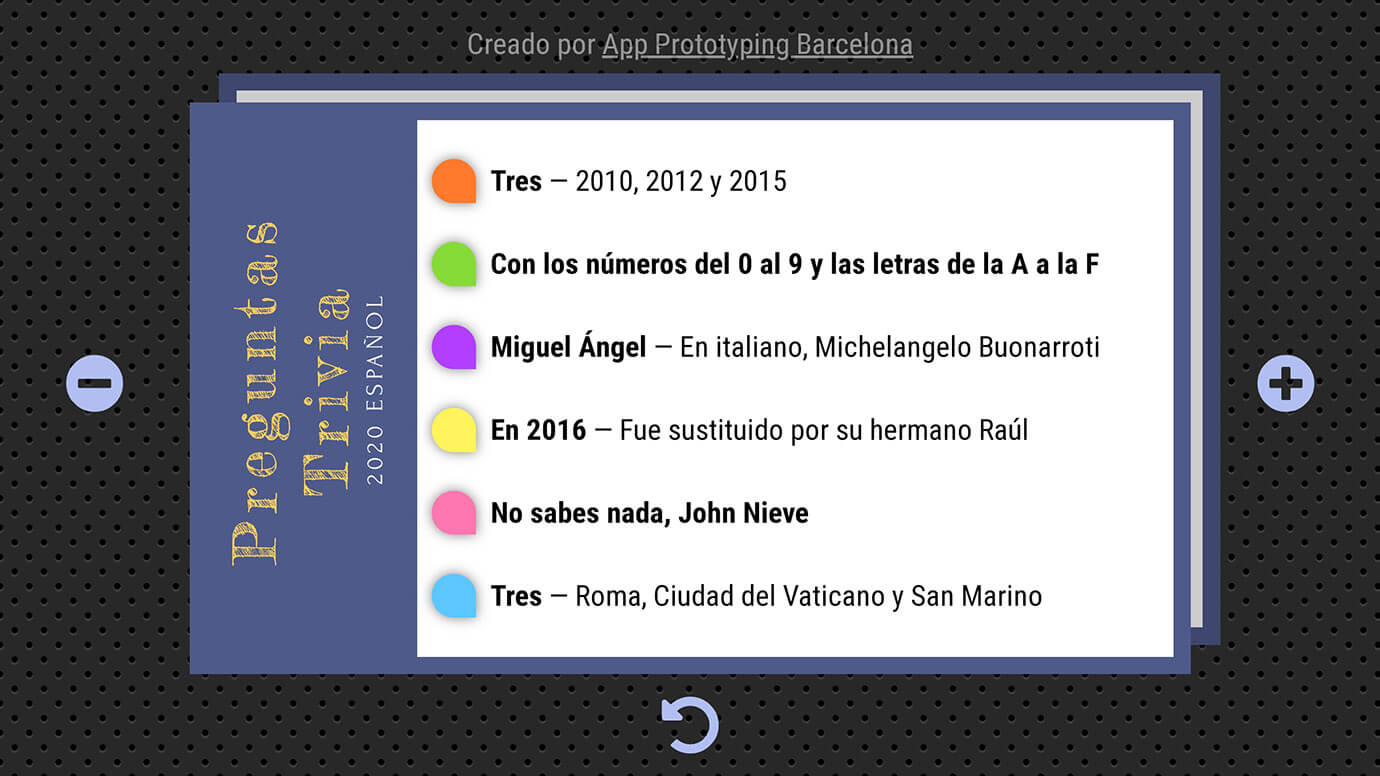 Creado por App Prototyping Barcelona
Preguntas
Trivia
2020 ESPAÑOL
Tres — 2010, 2012 y 2015
Con los números del 0 al 9 y las letras de la A a la F
Miguel Ángel — En italiano, Michelangelo Buonarroti
En 2016 — Fue sustituido por su hermano Raúl
No sabes nada, John Nieve
Tres — Roma, Ciudad del Vaticano y San Marino